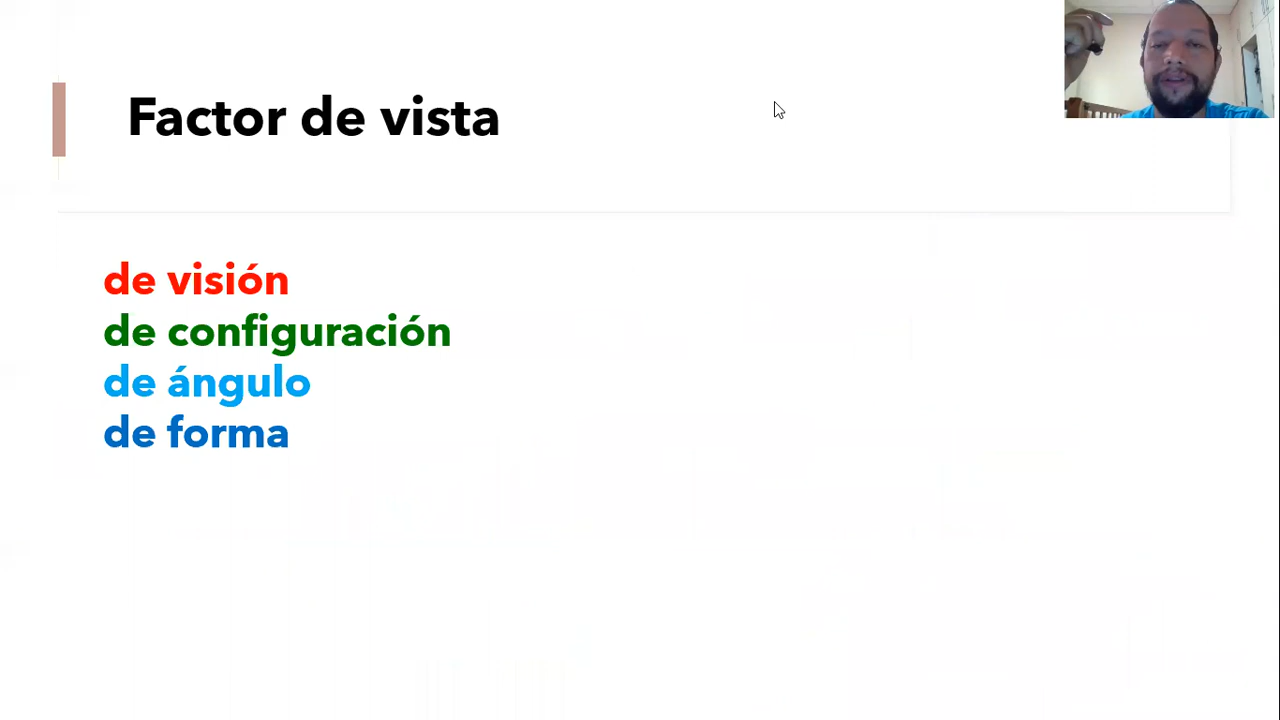 Factor de vista
de visión
de configuración
de ángulo
de forma